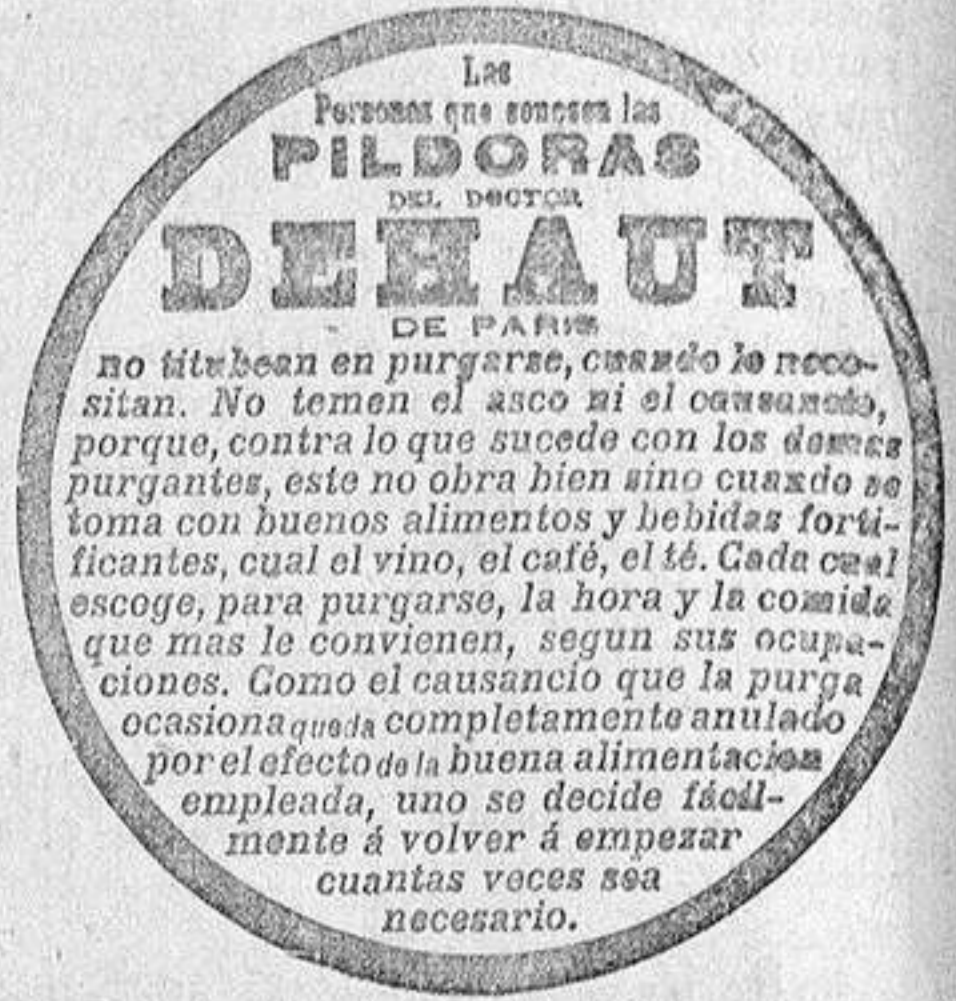 Las
Personas que conocen las
PILDORAS
DEL DOCTOR
DEHAUT
DE PARIS
no titubean en purgarse, cuando lo nece-
sitan. No temen el asco ni el causancio,
porque, contra lo que sucede con los demas
purgantes, este no obra bien sino cuando se
toma con buenos alimentos y bebidas forti-
ficantes, cual el vino, el café, el té. Cada cual
escoge, para purgarse, la hora y la comida
que mas le convienen, segun sus ocupa-
ciones. Como el causancio que la purga
ocasiona queda completamente anulado
por el efecto de la buena alimentacion
empleada, uno se decide fácil-
mente á volver á empezar
cuantas veces sea
necesario.